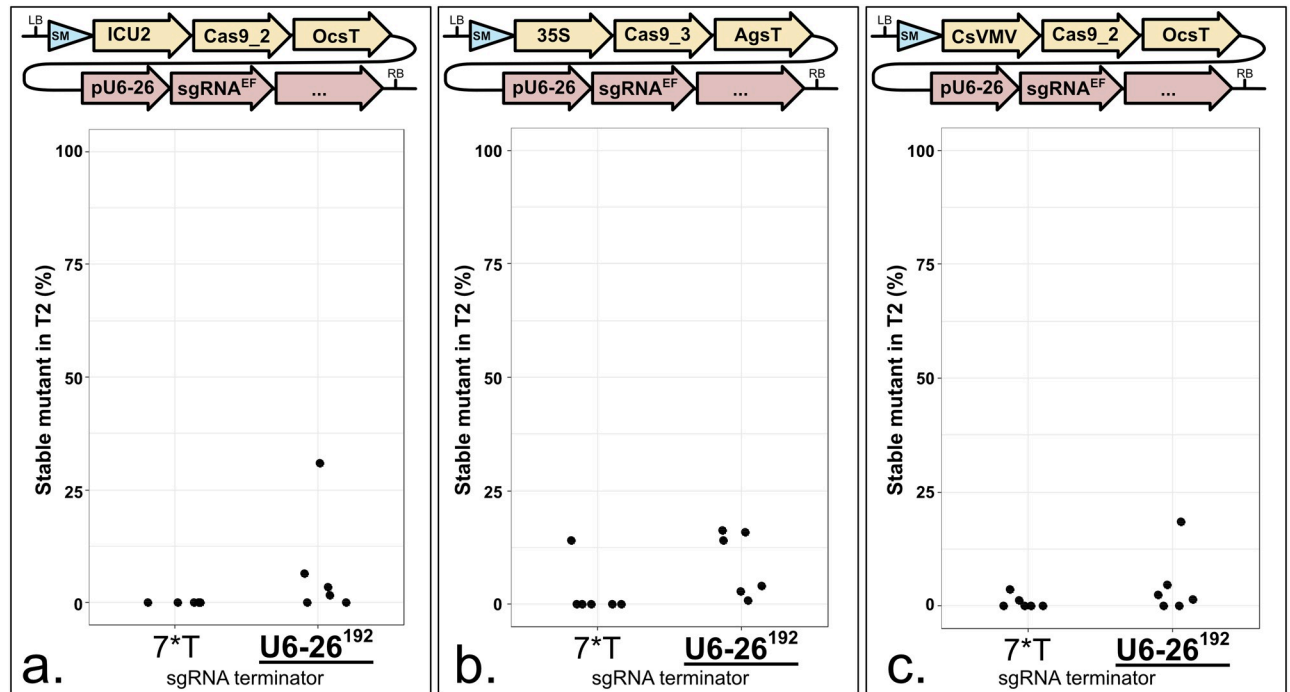 LB SM ICU2 Cas9_2 OcsT
pU6-26 sgRNA^EF ... RB
Stable mutant in T2 (%)
100
75
50
25
0
7*T U6-26^192
sgRNA terminator
a.
LB SM 35S Cas9_3 AgsT
pU6-26 sgRNA^EF ... RB
Stable mutant in T2 (%)
100
75
50
25
0
7*T U6-26^192
sgRNA terminator
b.
LB SM CsVMV Cas9_2 OcsT
pU6-26 sgRNA^EF ... RB
Stable mutant in T2 (%)
100
75
50
25
0
7*T U6-26^192
sgRNA terminator
c.